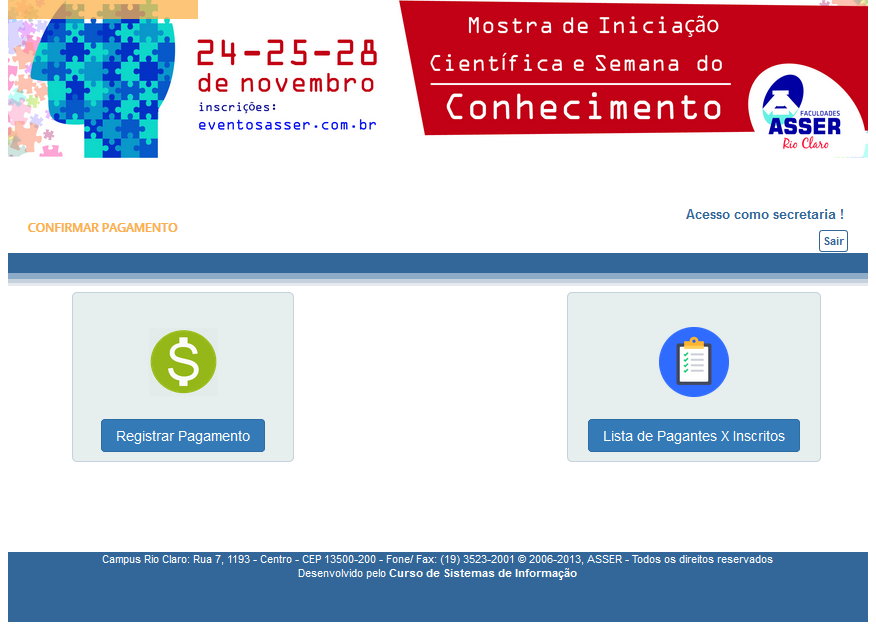 24-25-28
de novembro
inscrições:
eventosasser.com.br
Mostra de Iniciação
Científica e Semana do
Conhecimento
FACULDADES
ASSER
Rio Claro
Acesso como secretaria !
CONFIRMAR PAGAMENTO
Sair
$
Registrar Pagamento
Lista de Pagantes X Inscritos
Campus Rio Claro: Rua 7, 1193 - Centro - CEP 13500-200 - Fone/ Fax: (19) 3523-2001 © 2006-2013, ASSER - Todos os direitos reservados
Desenvolvido pelo Curso de Sistemas de Informação